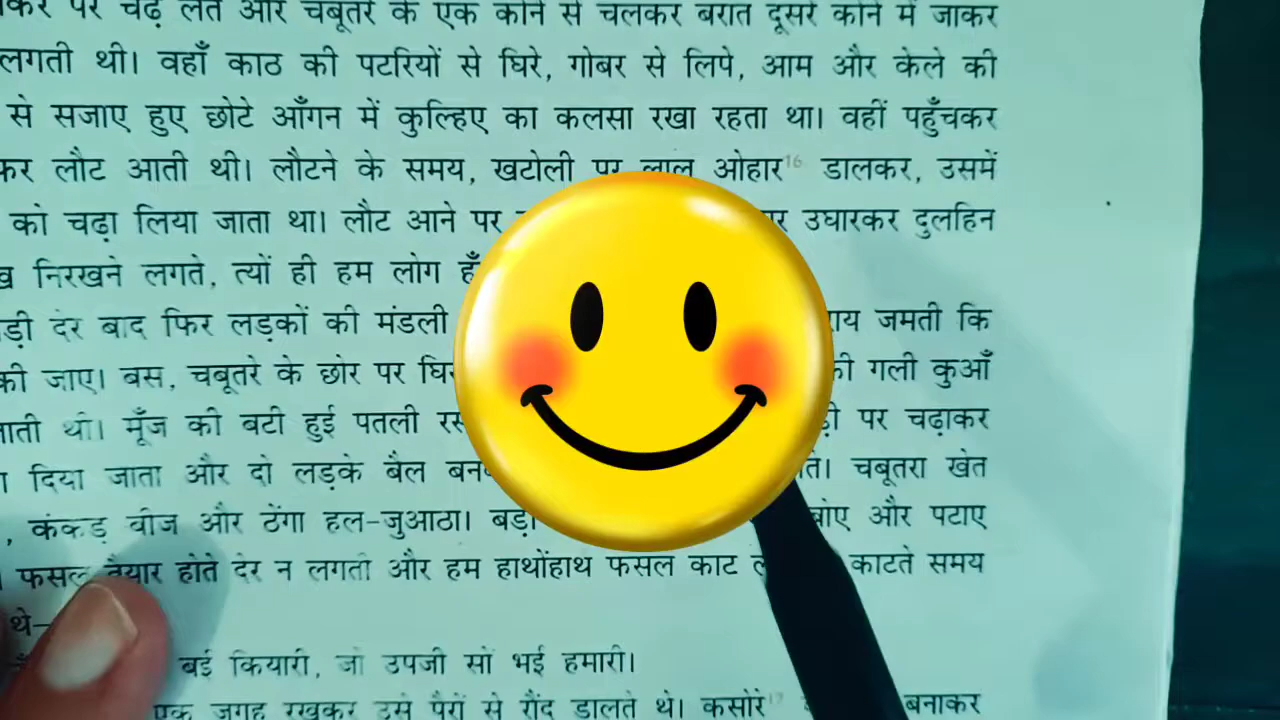 पर चढ़ लेते और चबूतरे के एक कोने से चलकर बरात दूसरे कोने में जाकर
लगती थी। वहाँ काठ की पटरियों से घिरे, गोबर से लिपे, आम और केले की
से सजाए हुए छोटे आँगन में कुल्हिए का कलसा रखा रहता था। वहीं पहुँचकर
लौट आती थी। लौटने के समय, खटोली पर लाल ओहार16 डालकर, उसमें
को चढ़ा लिया जाता था। लौट आने पर उघारकर दुलहिन
निरखने लगते, त्यों ही हम लोग
देर बाद फिर लड़कों की मंडली जमती कि
की जाए। बस, चबूतरे के छोर पर की गली कुआँ
थी। मूँज की बटी हुई पतली पर चढ़ाकर
दिया जाता और दो लड़के बैल चबूतरा खेत
, कंकड़ बीज और ठेंगा हल-जुआठा। बड़ी और पटाए
फसल तैयार होते देर न लगती और हम हाथोंहाथ फसल काट काटते समय
थे—
बई कियारी, जो उपजी सो भई हमारी।
एक जगह रखकर उसे पैरों से रौंद डालते थे। कसोरे17 बनाकर